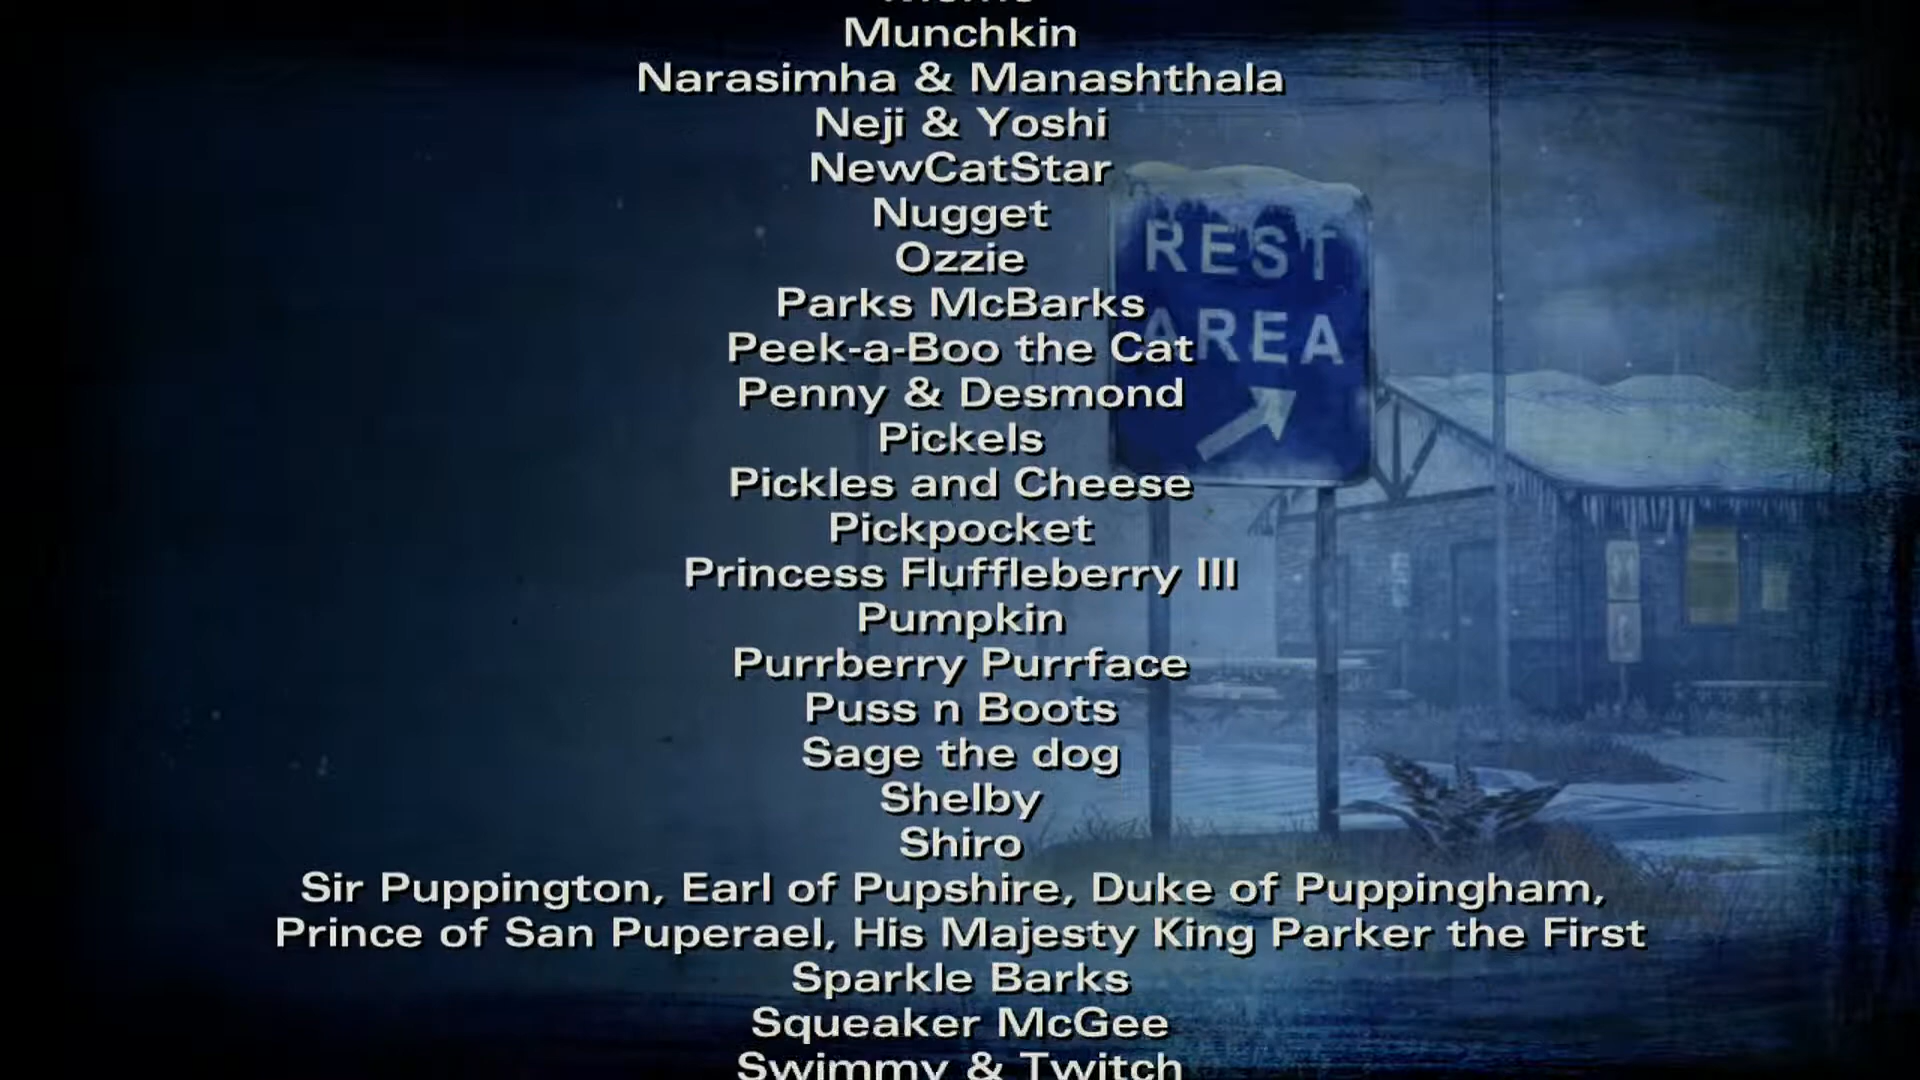 Munchkin
Narasimha & Manashthala
Neji & Yoshi
NewCatStar
Nugget
Ozzie
Parks McBarks
Peek-a-Boo the Cat
Penny & Desmond
Pickels
Pickles and Cheese
Pickpocket
Princess Fluffleberry III
Pumpkin
Purrberry Purrface
Puss n Boots
Sage the dog
Shelby
Shiro
Sir Puppington, Earl of Pupshire, Duke of Puppingham,
Prince of San Puperael, His Majesty King Parker the First
Sparkle Barks
Squeaker McGee
Swimmy & Twitch
REST
AREA